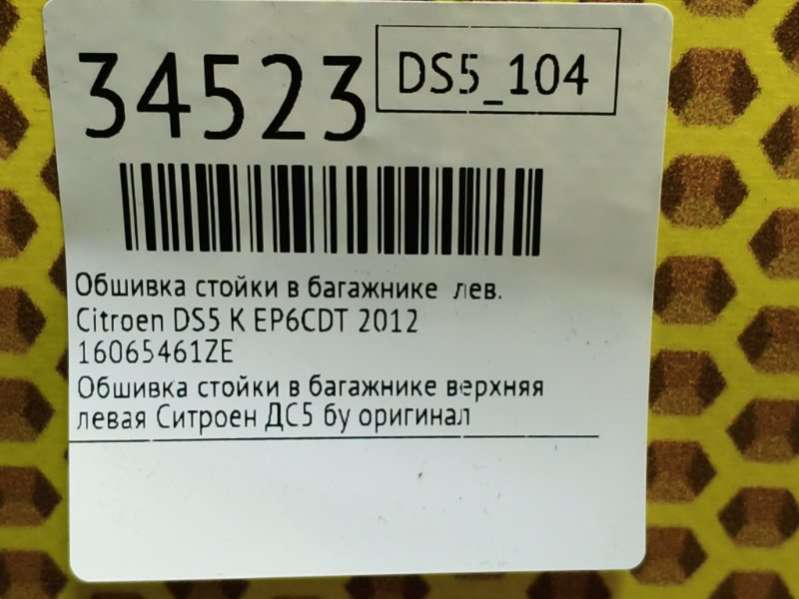 34523
DS5_104
Обшивка стойки в багажнике лев.
Citroen DS5 K EP6CDT 2012
16065461ZE
Обшивка стойки в багажнике верхняя
левая Ситроен ДС5 бу оригинал